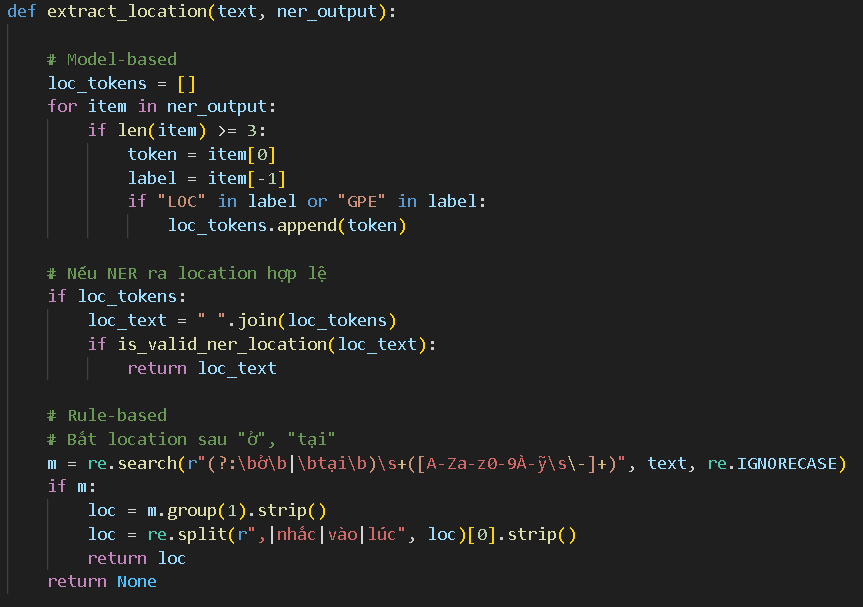 def extract_location(text, ner_output):
# Model-based
loc_tokens = []
for item in ner_output:
if len(item) >= 3:
token = item[0]
label = item[-1]
if "LOC" in label or "GPE" in label:
loc_tokens.append(token)
# Nếu NER ra location hợp lệ
if loc_tokens:
loc_text = " ".join(loc_tokens)
if is_valid_ner_location(loc_text):
return loc_text
# Rule-based
# Bắt location sau "ở", "tại"
m = re.search(r"(?:\bở\b|\btại\b)\s+([A-Za-z0-9À-ỹ\s\-]+)", text, re.IGNORECASE)
if m:
loc = m.group(1).strip()
loc = re.split(r",|nhắc|vào|lúc", loc)[0].strip()
return loc
return None